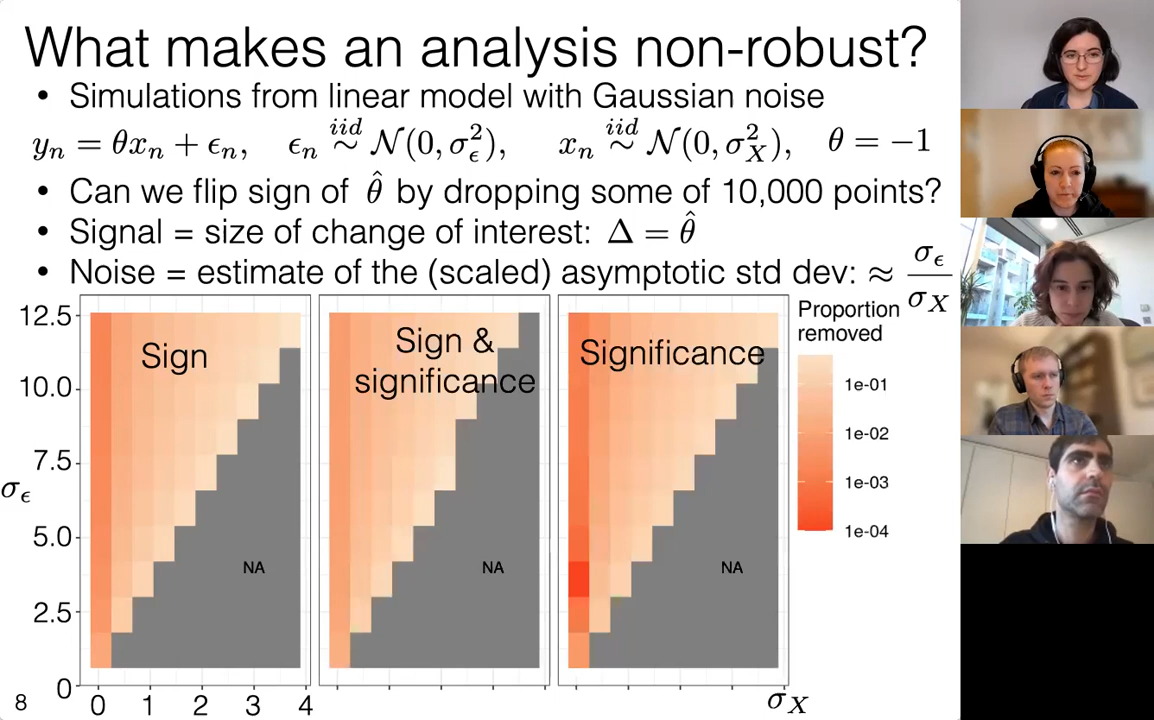 What makes an analysis non-robust?
• Simulations from linear model with Gaussian noise
yₙ = θxₙ + ϵₙ, ϵₙ iid ∼ 𝒩(0, σ²_ϵ), xₙ iid ∼ 𝒩(0, σ²_X), θ = −1
• Can we flip sign of θ̂ by dropping some of 10,000 points?
• Signal = size of change of interest: Δ = θ̂
• Noise = estimate of the (scaled) asymptotic std dev: ≈ σ_ϵ / σ_X
12.5
10.0
7.5
σ_ϵ
5.0
2.5
0
Sign
NA
Sign &
significance
NA
Significance
NA
Proportion
removed
1e-01
1e-02
1e-03
1e-04
0 1 2 3 4
σ_X
8